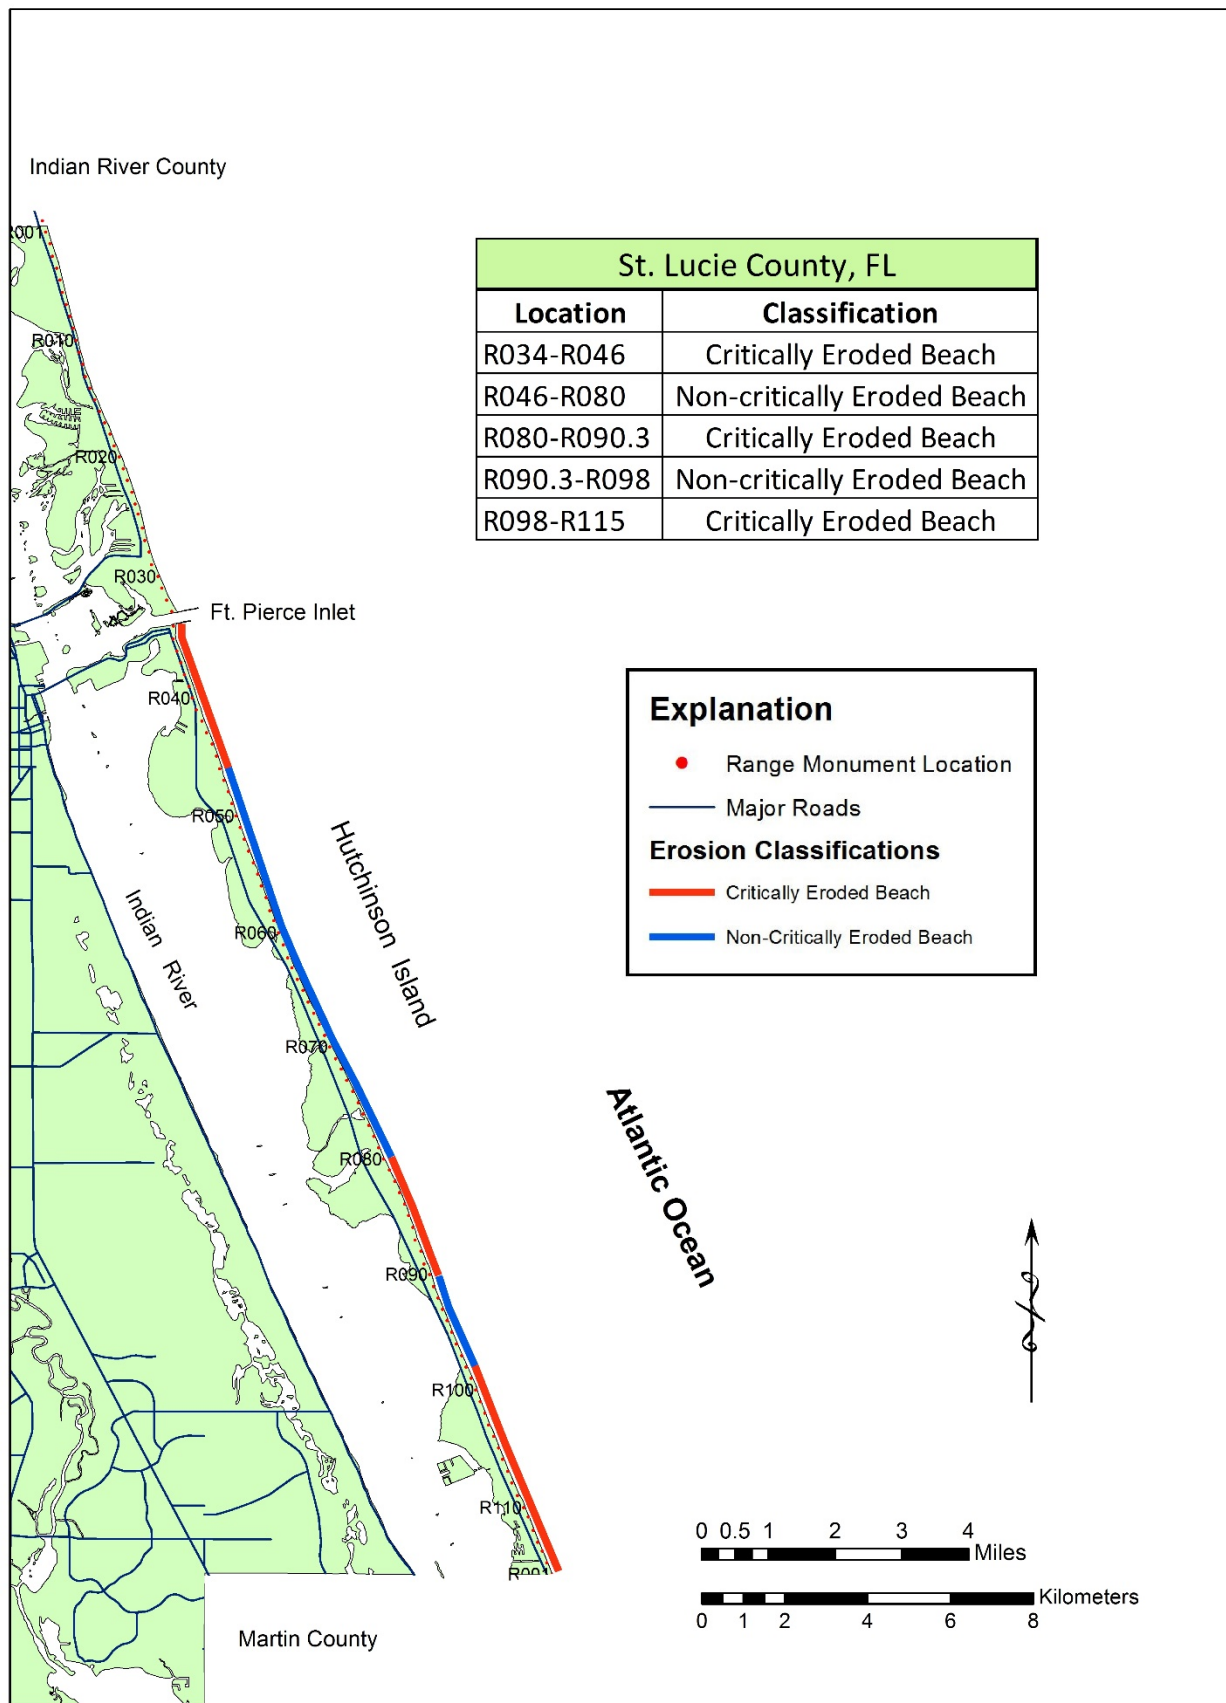 Indian River County
R001
St. Lucie County, FL
Location Classification
R034-R046 Critically Eroded Beach
R046-R080 Non-critically Eroded Beach
R080-R090.3 Critically Eroded Beach
R090.3-R098 Non-critically Eroded Beach
R098-R115 Critically Eroded Beach
R010
R020
R030
Ft. Pierce Inlet
R040
R050
R060
R070
R080
R090
R100
R110
R001
Indian River
Hutchinson Island
Atlantic Ocean
Explanation
Range Monument Location
Major Roads
Erosion Classifications
Critically Eroded Beach
Non-Critically Eroded Beach
0 0.5 1 2 3 4
Miles
Kilometers
0 1 2 4 6 8
Martin County